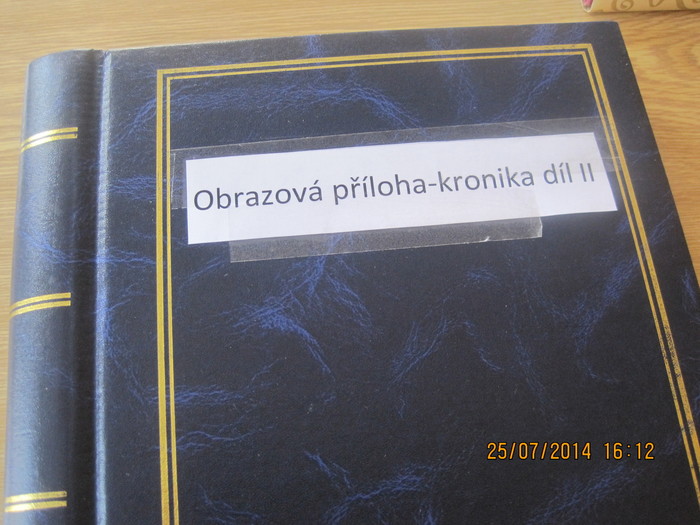 Obrazová příloha-kronika díl II
25/07/2014 16:12